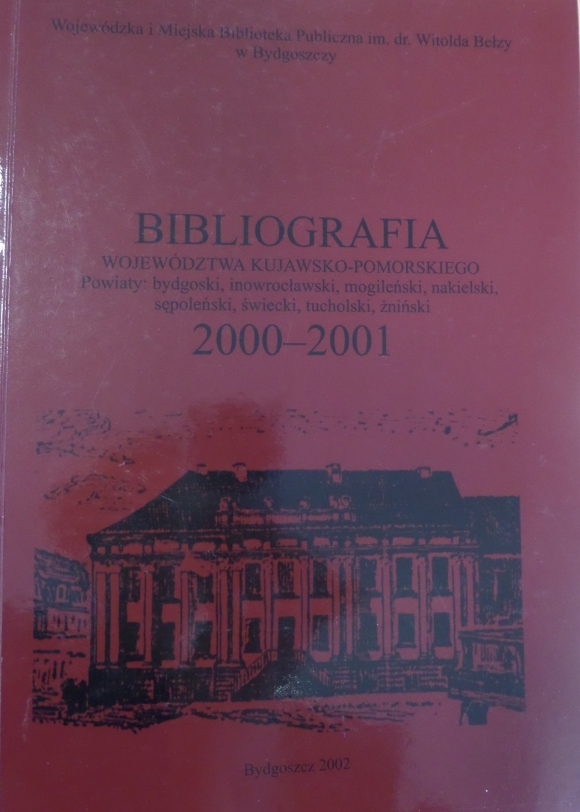 Wojewódzka i Miejska Biblioteka Publiczna im. dr. Witolda Bełzy
w Bydgoszczy
BIBLIOGRAFIA
WOJEWÓDZTWA KUJAWSKO-POMORSKIEGO
Powiaty: bydgoski, inowrocławski, mogileński, nakielski,
sępoleński, świecki, tucholski, żniński
2000–2001
Bydgoszcz 2002